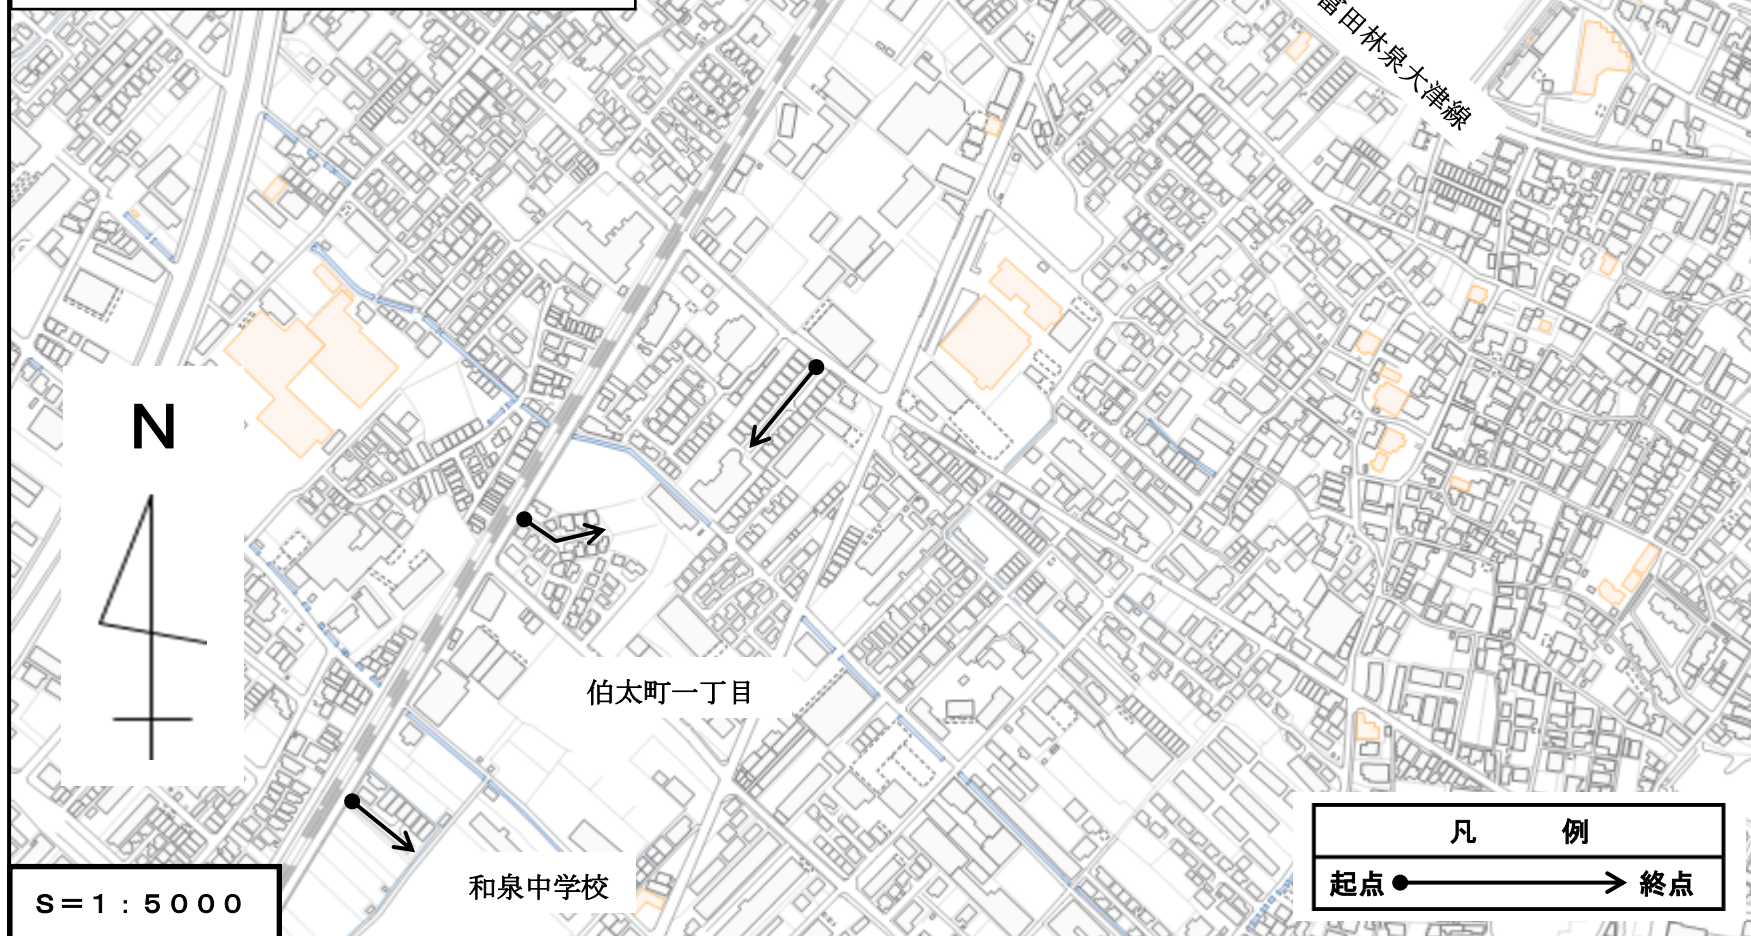 富田林泉大津線
N
伯太町一丁目
和泉中学校
S＝1：5000
凡 例
起点 終点